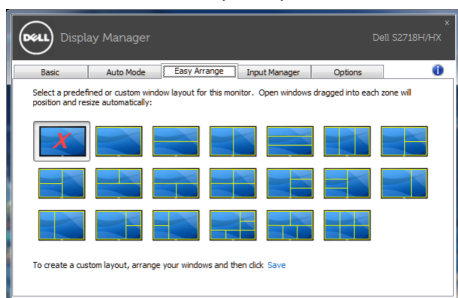 DELL Display Manager
Dell S2718H/HX
Basic Auto Mode Easy Arrange Input Manager Options
Select a predefined or custom window layout for this monitor. Open windows dragged into each zone will
position and resize automatically:
To create a custom layout, arrange your windows and then click Save